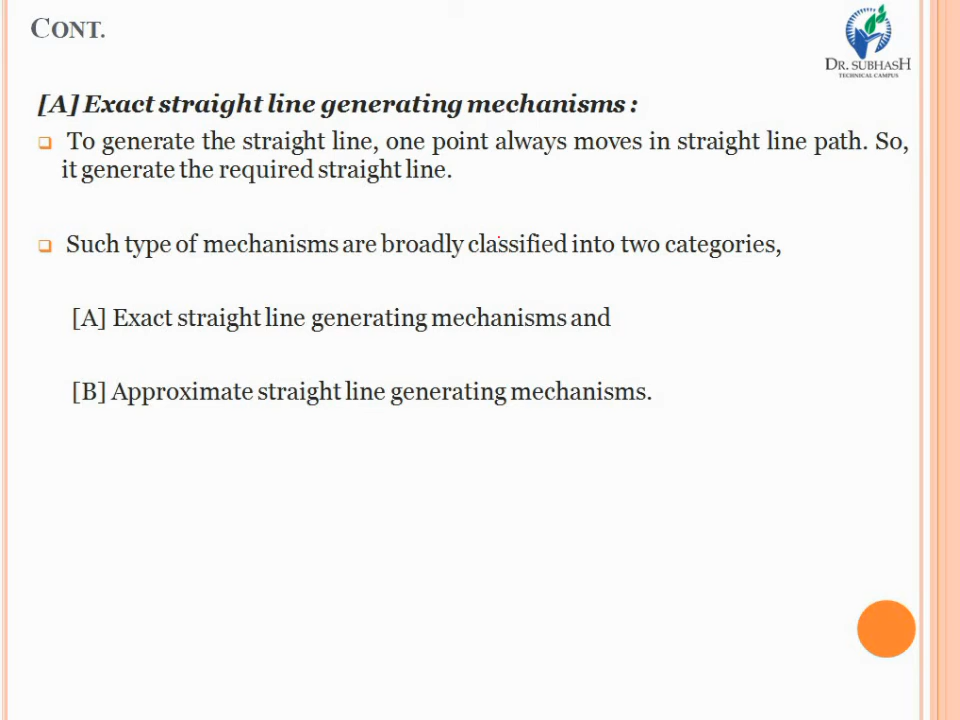 CONT.
DR. SUBHASH
TECHNICAL CAMPUS
[A] Exact straight line generating mechanisms :
To generate the straight line, one point always moves in straight line path. So,
it generate the required straight line.
Such type of mechanisms are broadly classified into two categories,
[A] Exact straight line generating mechanisms and
[B] Approximate straight line generating mechanisms.